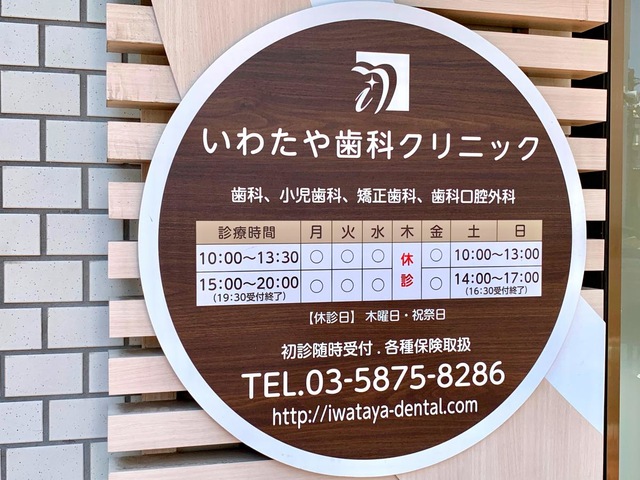 いわたや歯科クリニック
歯科、小児歯科、矯正歯科、歯科口腔外科
診療時間 月 火 水 木 金 土 日
10:00〜13:30 ○ ○ ○ 休診 ○ 10:00〜13:00
15:00〜20:00 ○ ○ ○ ○ 14:00〜17:00
(19:30受付終了) (16:30受付終了)
【休診日】 木曜日・祝祭日
初診随時受付.各種保険取扱
TEL.03-5875-8286
http://iwataya-dental.com